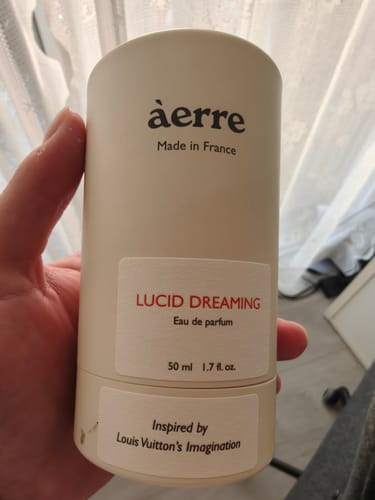 àerre
Made in France
LUCID DREAMING
Eau de parfum
50 ml 1.7 fl. oz.
Inspired by
Louis Vuitton's Imagination